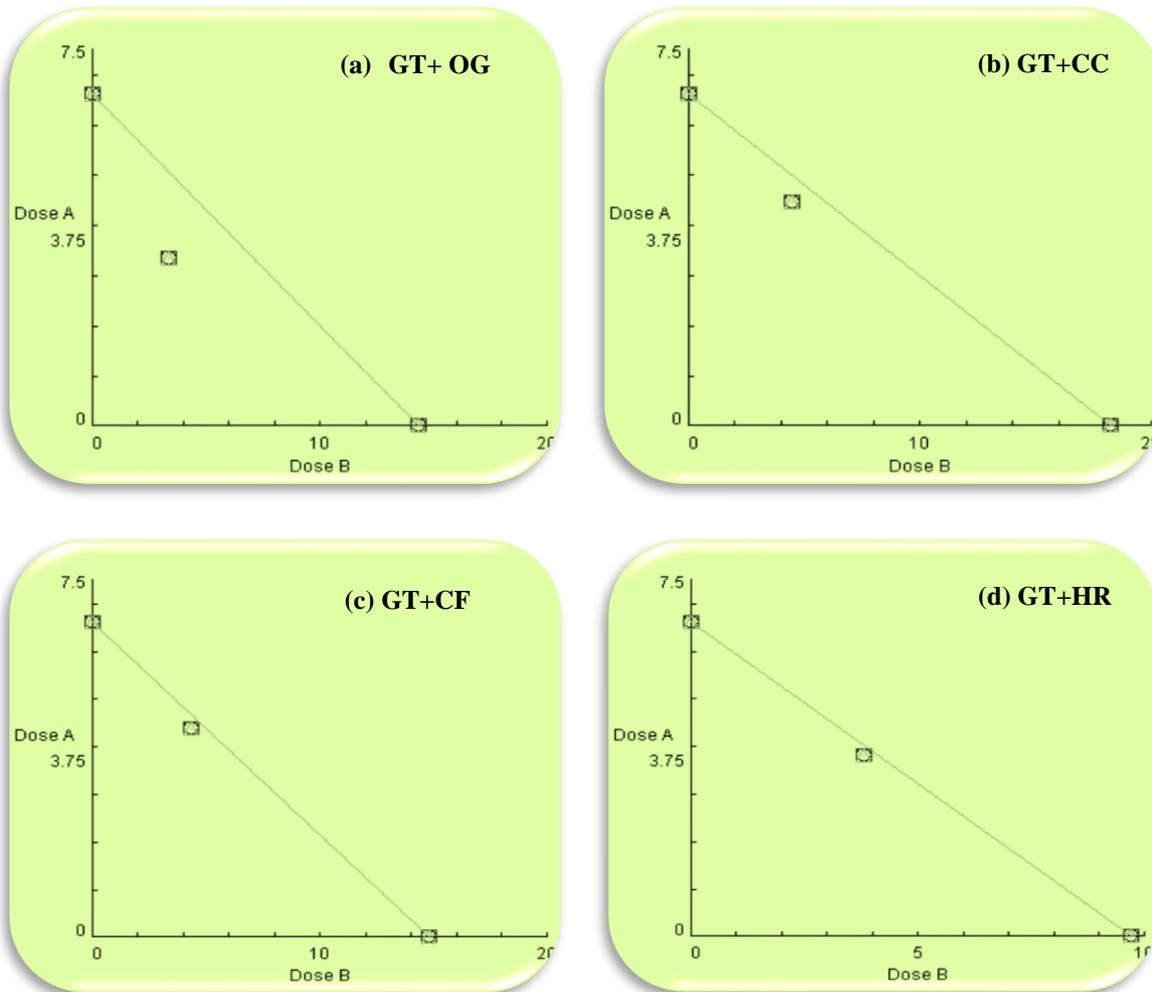 (a) GT+ OG
7.5
Dose A
3.75
0
0 10 20
Dose B
(b) GT+CC
7.5
Dose A
3.75
0
0 10
Dose B
(c) GT+CF
7.5
Dose A
3.75
0
0 10 20
Dose B
(d) GT+HR
7.5
Dose A
3.75
0
0 5 10
Dose B